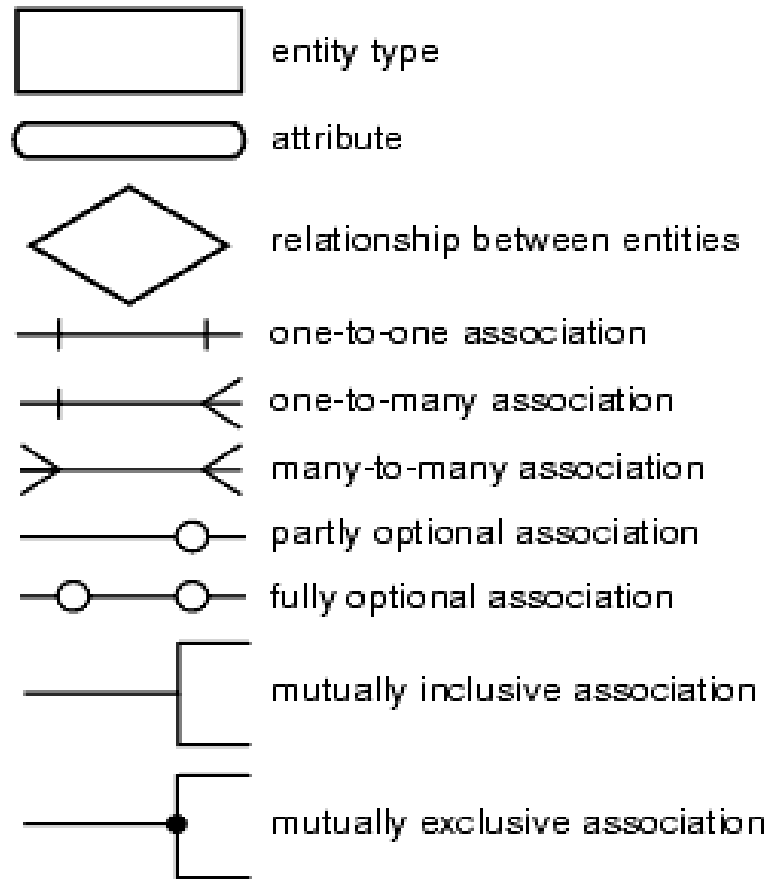 entity type
attribute
relationship between entities
one-to-one association
one-to-many association
many-to-many association
partly optional association
fully optional association
mutually inclusive association
mutually exclusive association